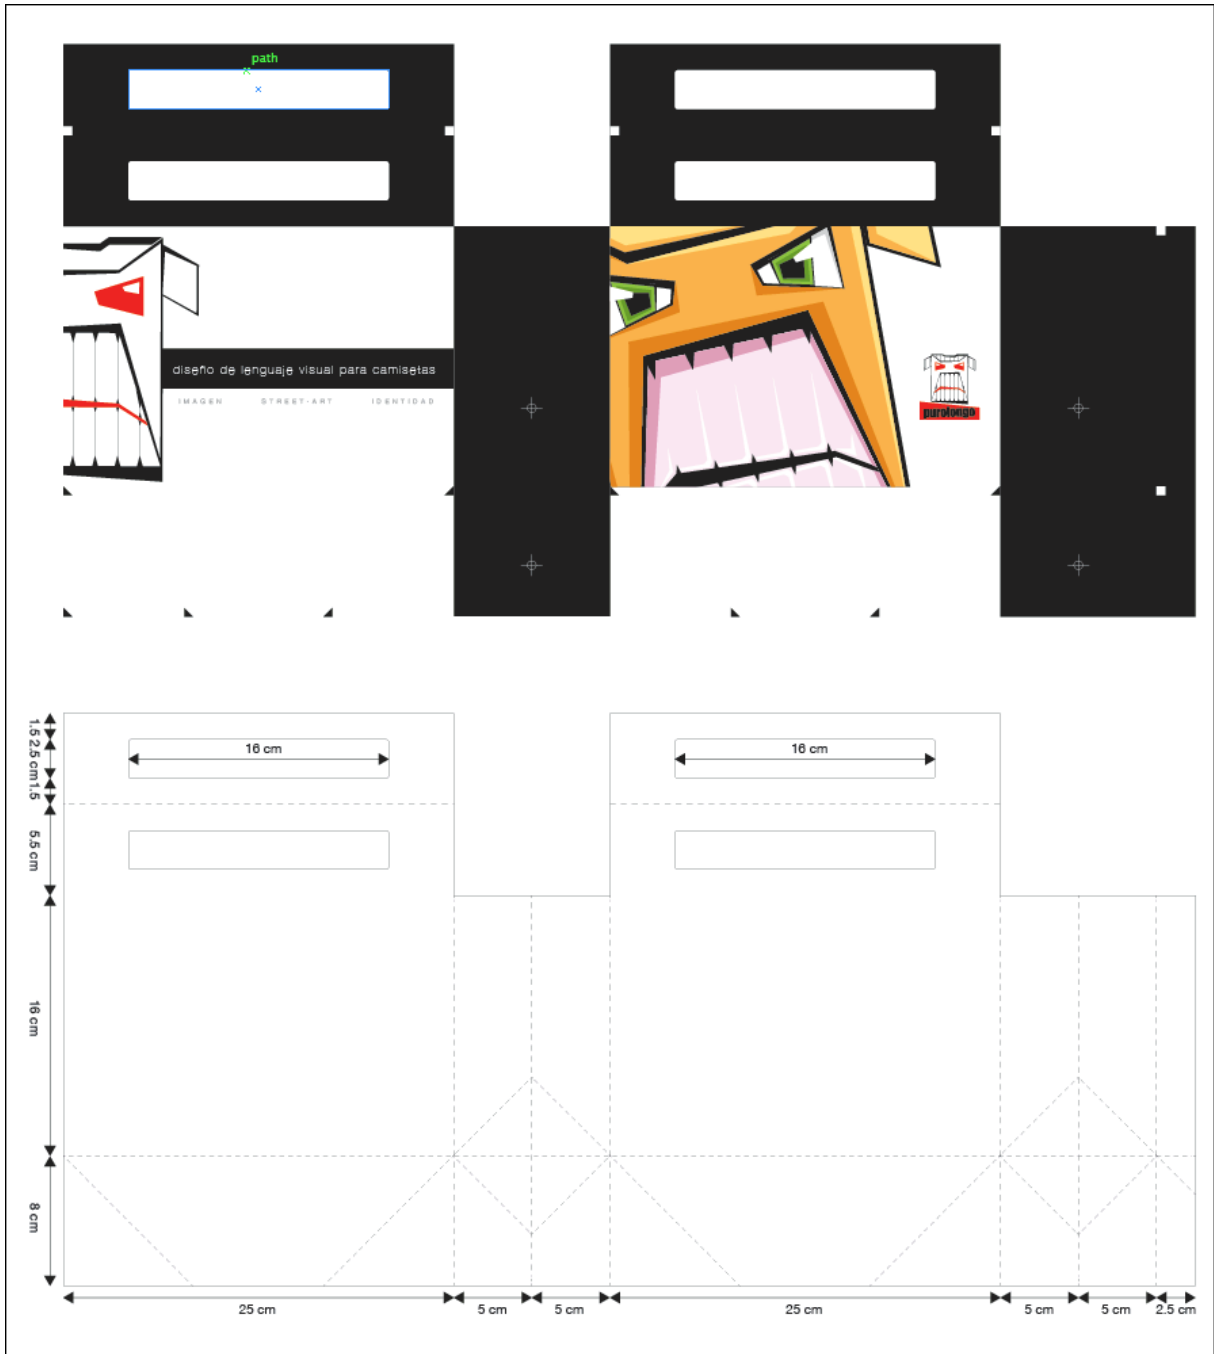 path
diseño de lenguaje visual para camisetas
IMAGEN STREET-ART IDENTIDAD
purolongo
1.5
2.5 cm
1.5
5.5 cm
16 cm
8 cm
16 cm
16 cm
25 cm
5 cm
5 cm
25 cm
5 cm
5 cm
2.5 cm